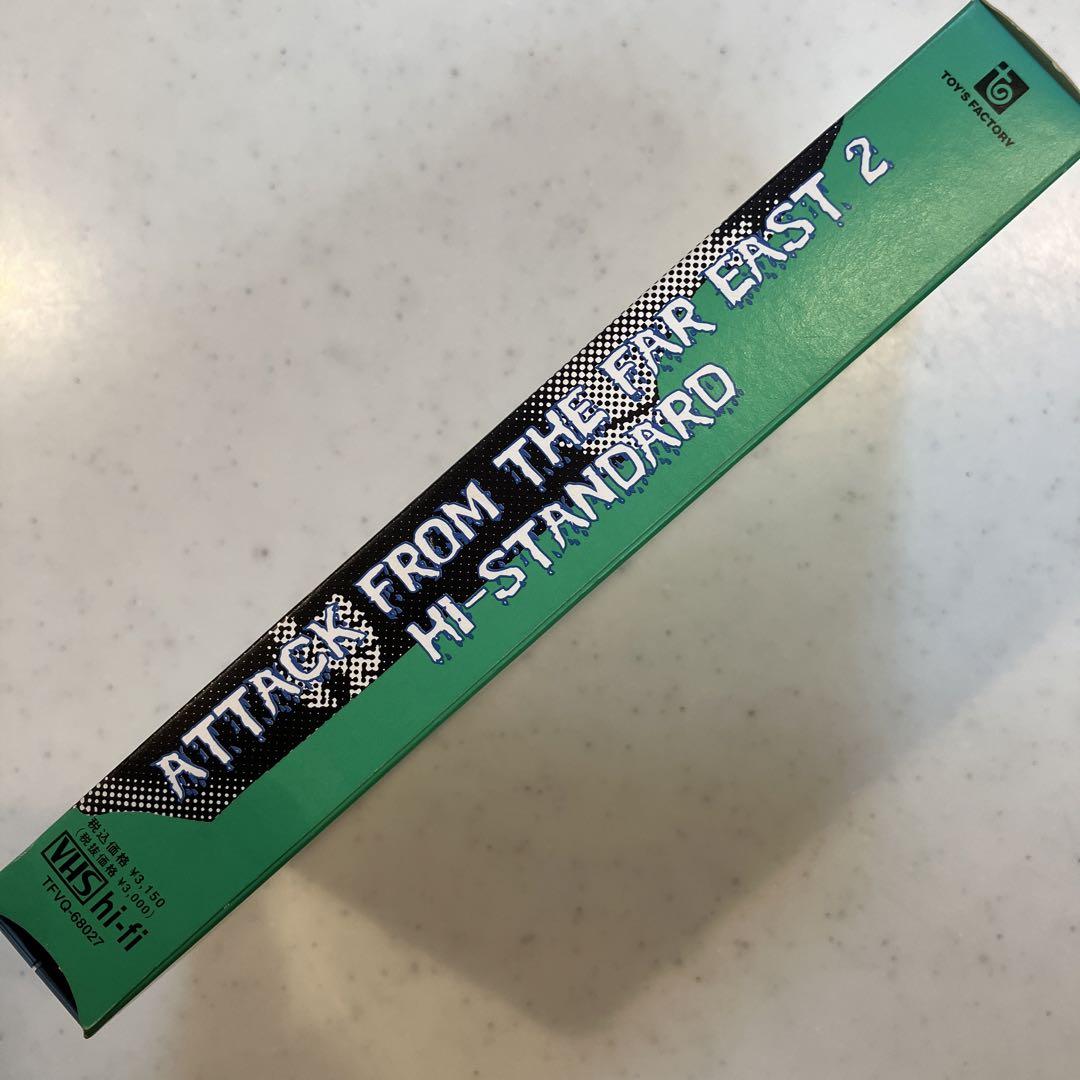 TOY'S FACTORY
ATTACK FROM THE FAR EAST 2
HI-STANDARD
税込価格 ¥3,150
(税抜価格 ¥3,000)
VHS hi-fi
TFVQ-68027